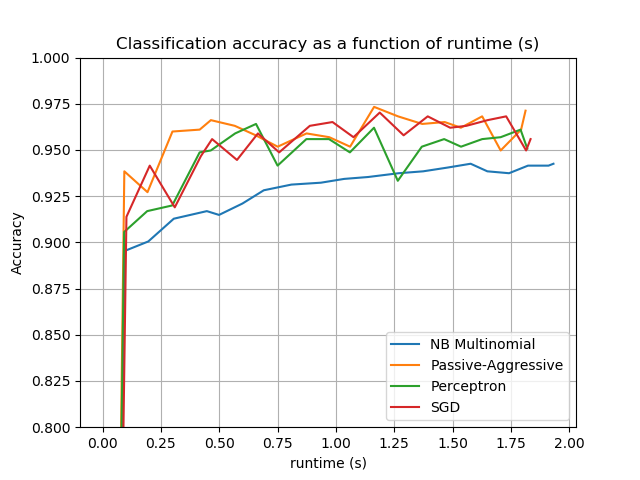 Classification accuracy as a function of runtime (s)
1.000
0.975
0.950
0.925
0.900
0.875
0.850
0.825
0.800
Accuracy
NB Multinomial
Passive-Aggressive
Perceptron
SGD
0.00 0.25 0.50 0.75 1.00 1.25 1.50 1.75 2.00
runtime (s)